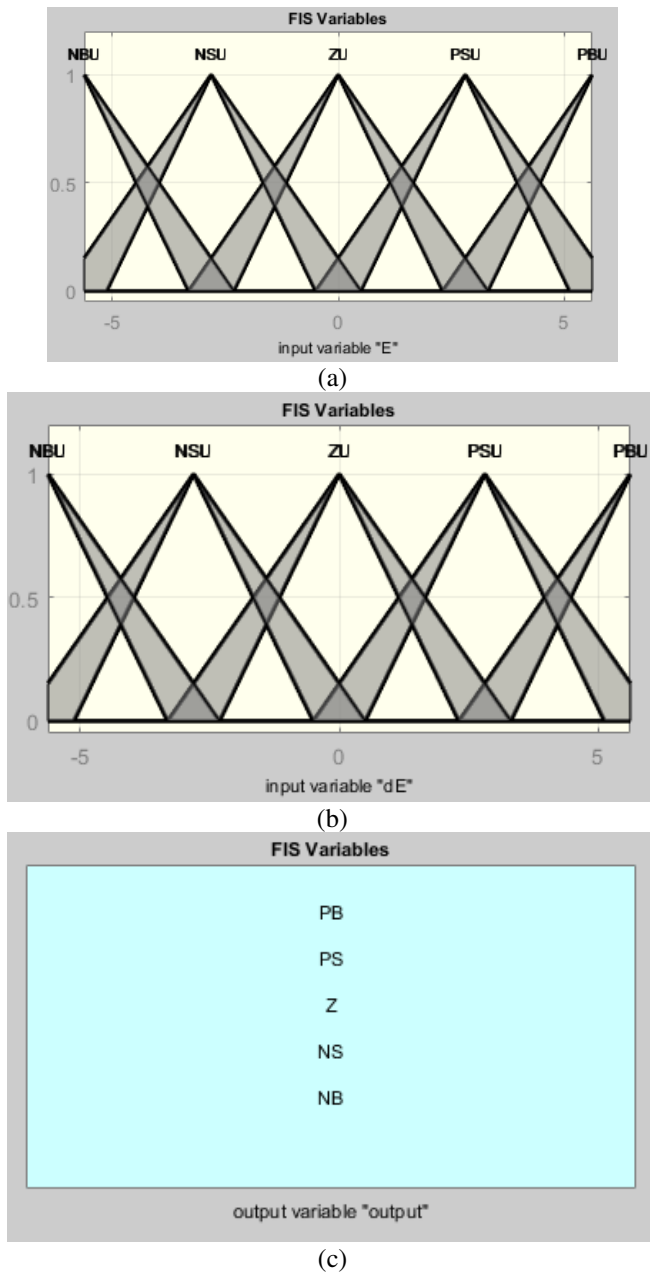 FIS Variables
NBU NSU ZU PSU PBU
1
0.5
0
-5 0 5
input variable "E"
(a)
FIS Variables
NBU NSU ZU PSU PBU
1
0.5
0
-5 0 5
input variable "dE"
(b)
FIS Variables
PB
PS
Z
NS
NB
output variable "output"
(c)